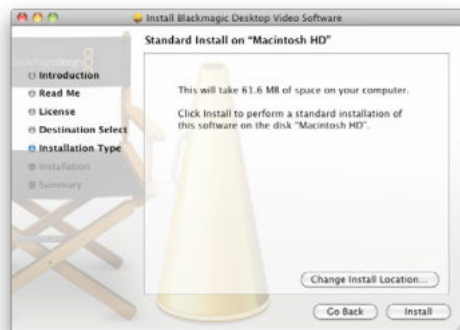 Install Blackmagic Desktop Video Software
Standard Install on “Macintosh HD”
Blackmagicdesign
Introduction
Read Me
License
Destination Select
Installation Type
Installation
Summary
This will take 61.6 MB of space on your computer.
Click Install to perform a standard installation of
this software on the disk “Macintosh HD”.
Change Install Location...
Go Back
Install